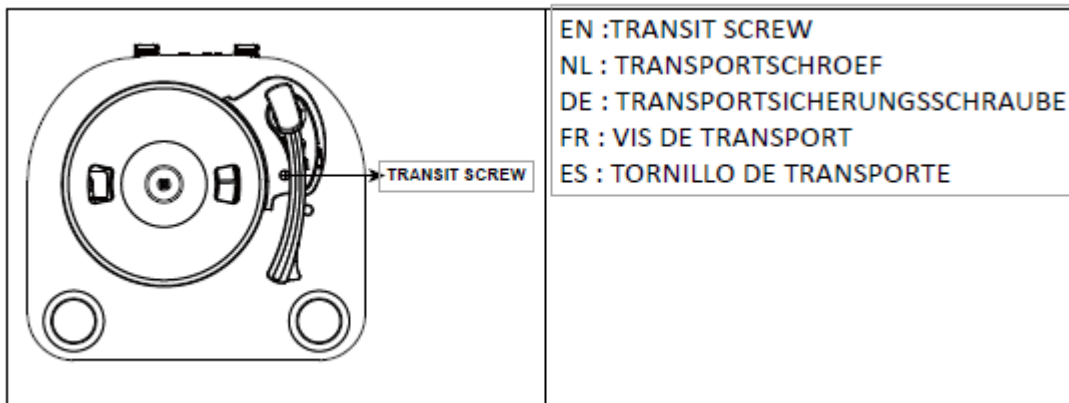 TRANSIT SCREW
EN :TRANSIT SCREW
NL : TRANSPORTSCHROEF
DE : TRANSPORTSICHERUNGSSCHRAUBE
FR : VIS DE TRANSPORT
ES : TORNILLO DE TRANSPORTE